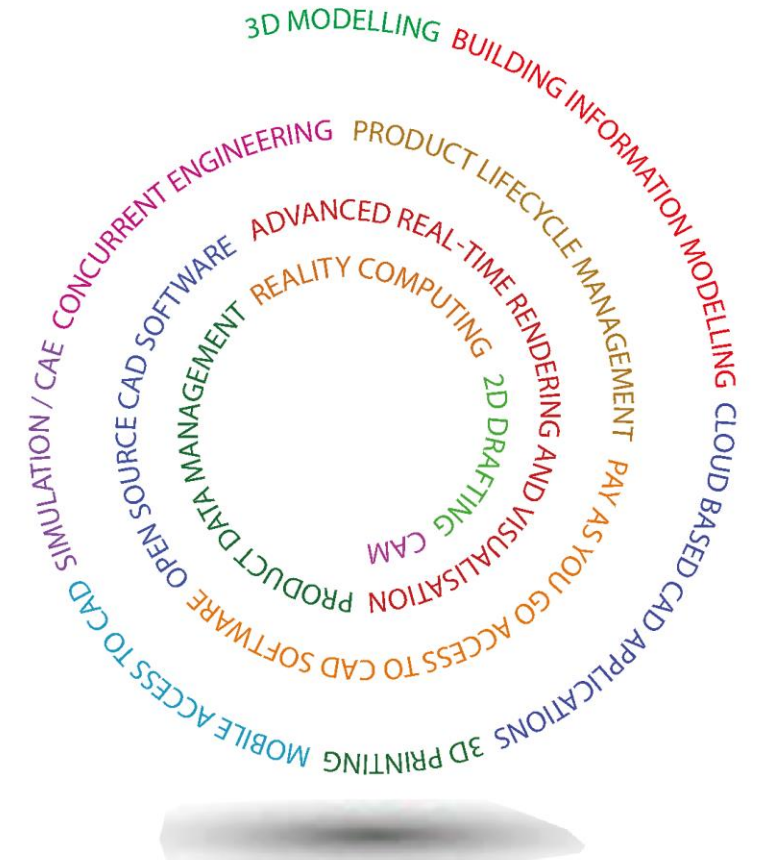 3D MODELLING
BUILDING INFORMATION MODELLING
CLOUD BASED CAD APPLICATIONS
3D PRINTING
MOBILE ACCESS TO CAD
SIMULATION / CAE
CONCURRENT ENGINEERING
PRODUCT LIFECYCLE MANAGEMENT
PAY AS YOU GO ACCESS TO CAD SOFTWARE
OPEN SOURCE CAD SOFTWARE
ADVANCED REAL-TIME RENDERING AND VISUALISATION
PRODUCT DATA MANAGEMENT
REALITY COMPUTING
2D DRAFTING
CAM